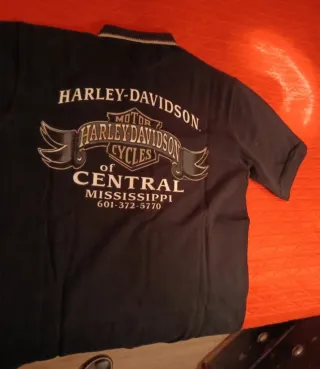 HARLEY-DAVIDSON
MOTOR
HARLEY-DAVIDSON
CYCLES
of
CENTRAL
MISSISSIPPI
601-372-5770